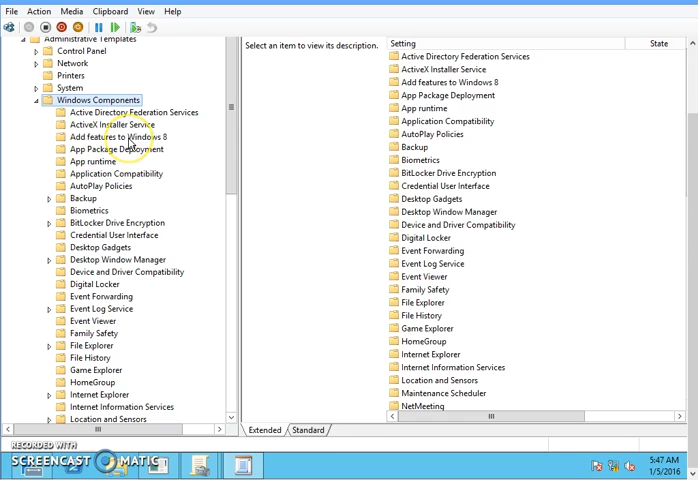 File Action Media Clipboard View Help
Administrative Templates
Control Panel
Network
Printers
System
Windows Components
Active Directory Federation Services
ActiveX Installer Service
Add features to Windows 8
App Package Deployment
App runtime
Application Compatibility
AutoPlay Policies
Backup
Biometrics
BitLocker Drive Encryption
Credential User Interface
Desktop Gadgets
Desktop Window Manager
Device and Driver Compatibility
Digital Locker
Event Forwarding
Event Log Service
Event Viewer
Family Safety
File Explorer
File History
Game Explorer
HomeGroup
Internet Explorer
Internet Information Services
Location and Sensors
Select an item to view its description.
Setting State
Active Directory Federation Services
ActiveX Installer Service
Add features to Windows 8
App Package Deployment
App runtime
Application Compatibility
AutoPlay Policies
Backup
Biometrics
BitLocker Drive Encryption
Credential User Interface
Desktop Gadgets
Desktop Window Manager
Device and Driver Compatibility
Digital Locker
Event Forwarding
Event Log Service
Event Viewer
Family Safety
File Explorer
File History
Game Explorer
HomeGroup
Internet Explorer
Internet Information Services
Location and Sensors
Maintenance Scheduler
NetMeeting
Extended Standard
RECORDED WITH
SCREENCAST MATIC
5:47 AM
1/5/2016